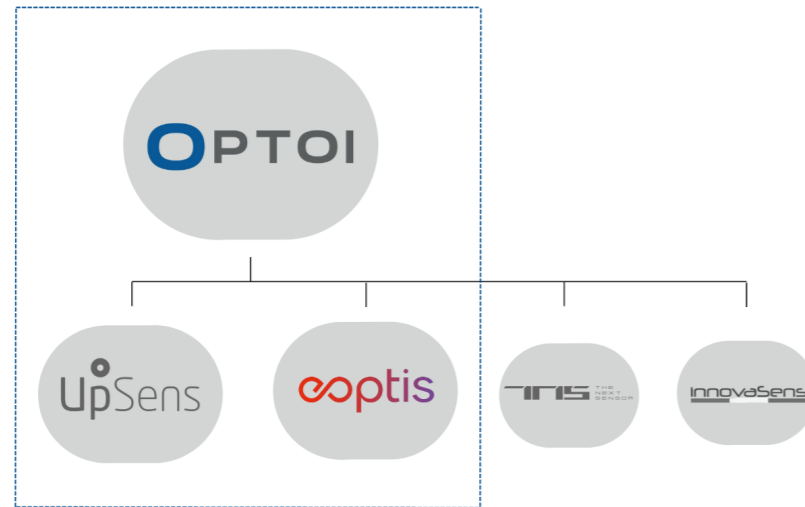 OPTOI
UpSens
eoptis
TNS THE NEXT SENSOR
InnovaSens